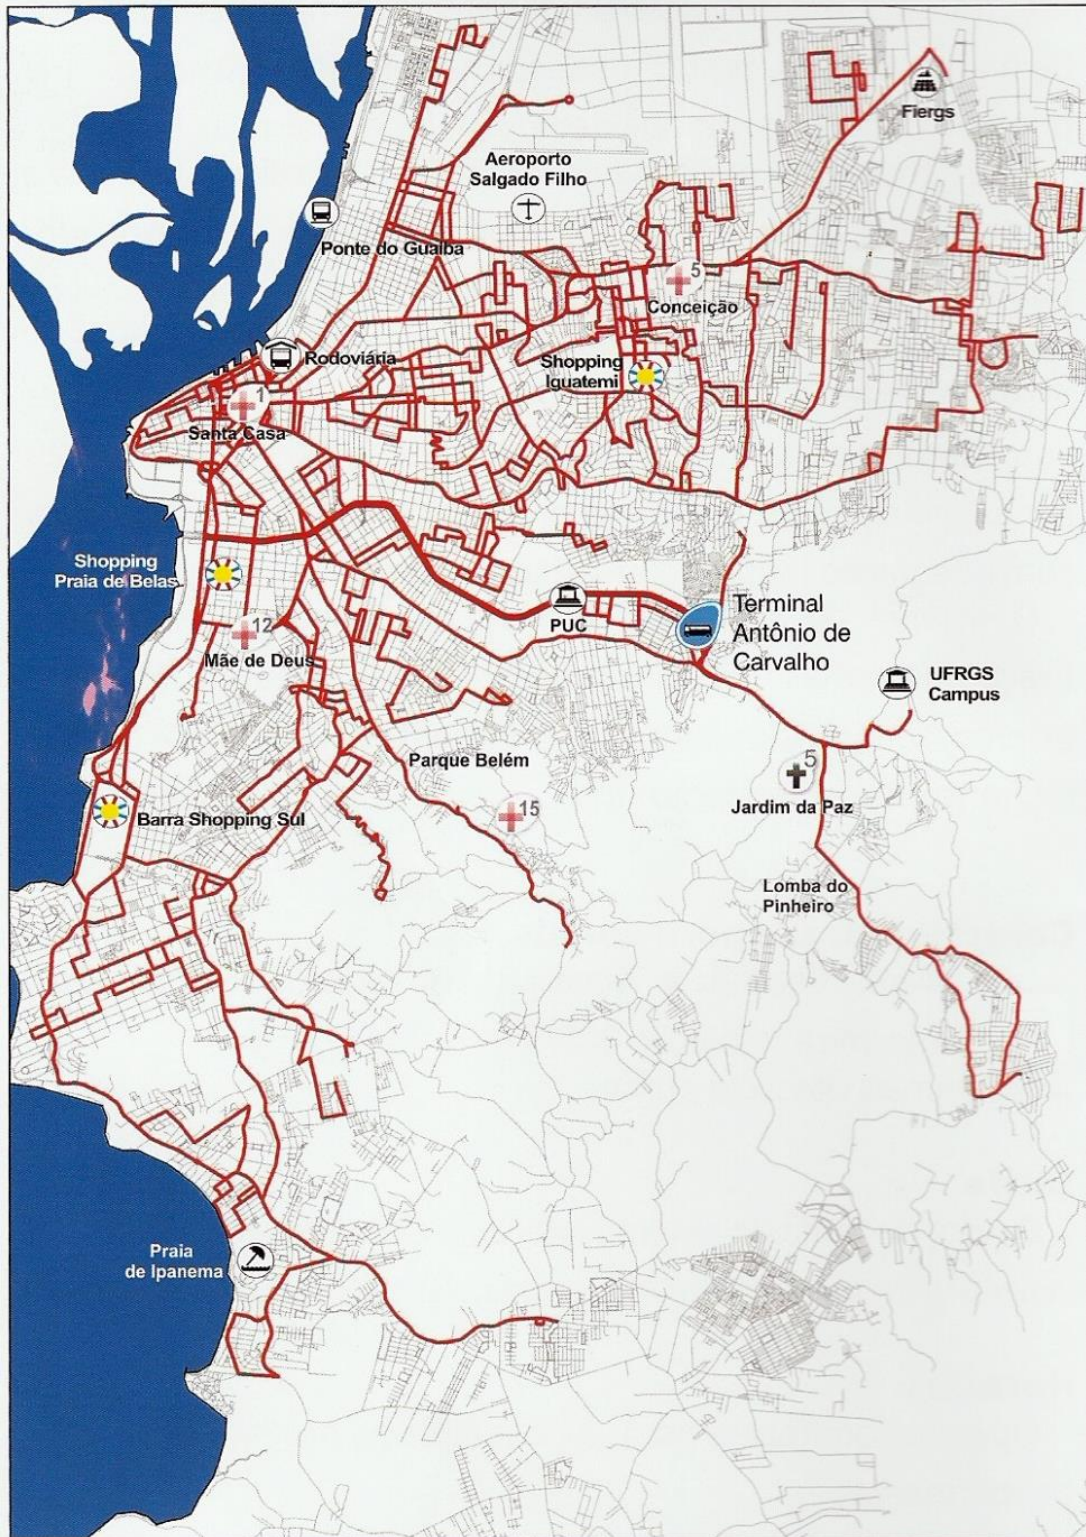 Fiergs
Aeroporto
Salgado Filho
Ponte do Guaíba
5
Conceição
Rodoviária
Shopping
Iguatemi
1
Santa Casa
Shopping
Praia de Belas
PUC
Terminal
Antônio de
Carvalho
12
Mãe de Deus
UFRGS
Campus
Parque Belém
5
Jardim da Paz
15
Barra Shopping Sul
Lomba do
Pinheiro
Praia
de Ipanema